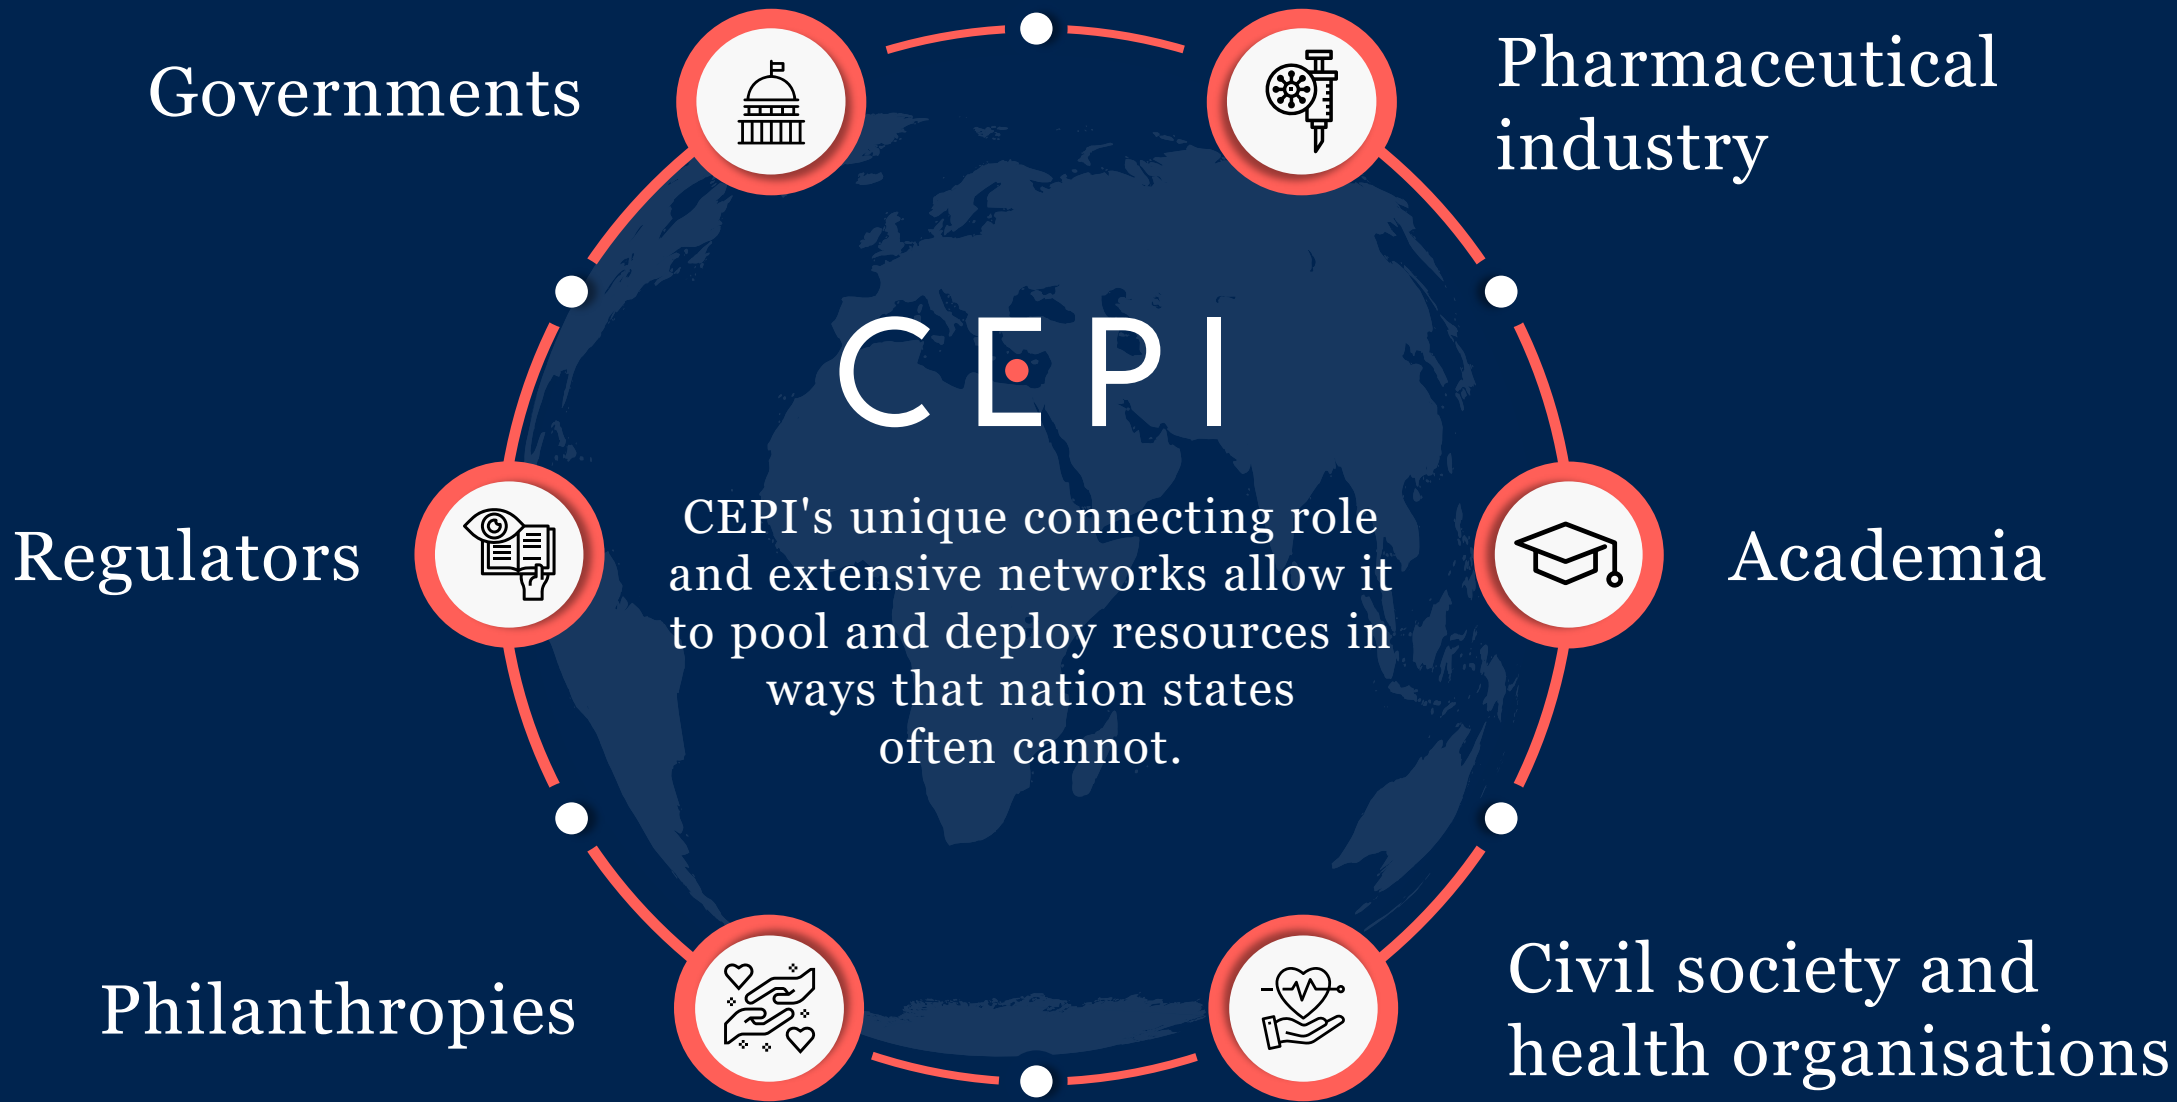 Governments
Pharmaceutical
industry
CEPI
CEPI's unique connecting role
and extensive networks allow it
to pool and deploy resources in
ways that nation states
often cannot.
Regulators
Academia
Philanthropies
Civil society and
health organisations